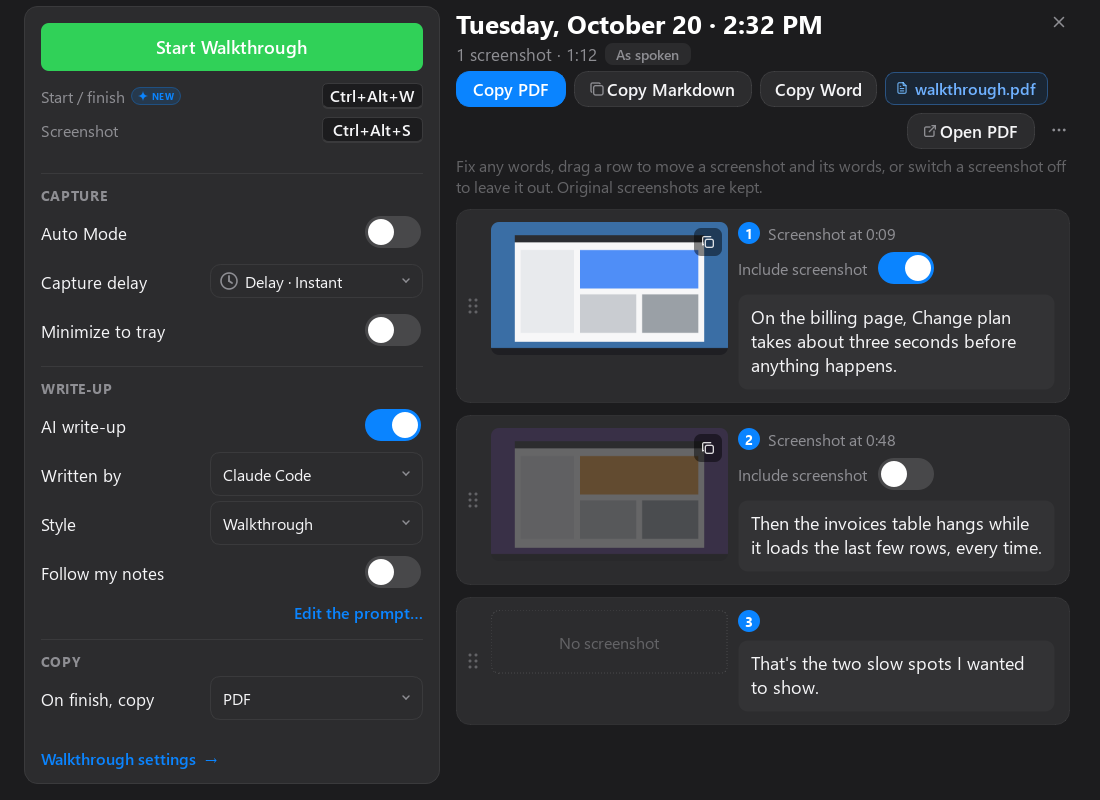 Start Walkthrough
Start / finish
NEW
Ctrl+Alt+W
Screenshot
Ctrl+Alt+S
CAPTURE
Auto Mode
Capture delay
Delay · Instant
Minimize to tray
WRITE-UP
AI write-up
Written by
Claude Code
Style
Walkthrough
Follow my notes
Edit the prompt...
COPY
On finish, copy
PDF
Walkthrough settings →
Tuesday, October 20 · 2:32 PM
1 screenshot · 1:12
As spoken
Copy PDF
Copy Markdown
Copy Word
walkthrough.pdf
Open PDF
Fix any words, drag a row to move a screenshot and its words, or switch a screenshot off
to leave it out. Original screenshots are kept.
1
Screenshot at 0:09
Include screenshot
On the billing page, Change plan
takes about three seconds before
anything happens.
2
Screenshot at 0:48
Include screenshot
Then the invoices table hangs while
it loads the last few rows, every time.
No screenshot
3
That's the two slow spots I wanted
to show.